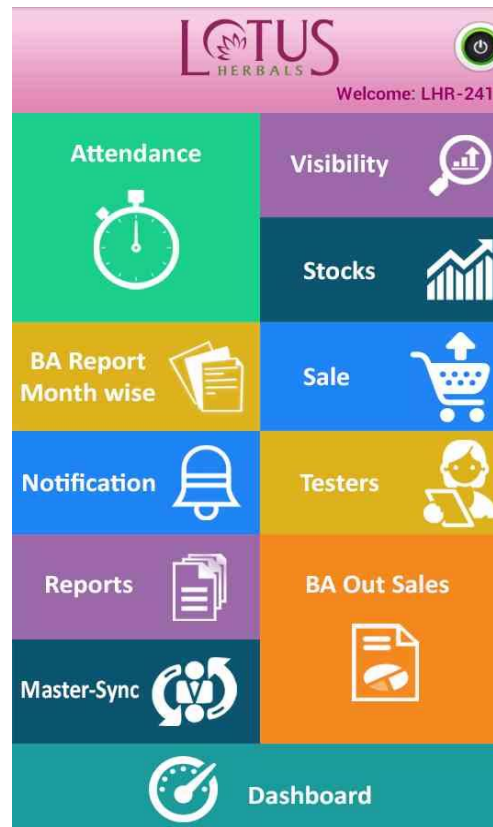 LOTUS
HERBALS
Welcome: LHR-241
Attendance
Visibility
Stocks
BA Report
Month wise
Sale
Notification
Testers
Reports
BA Out Sales
Master-Sync
Dashboard